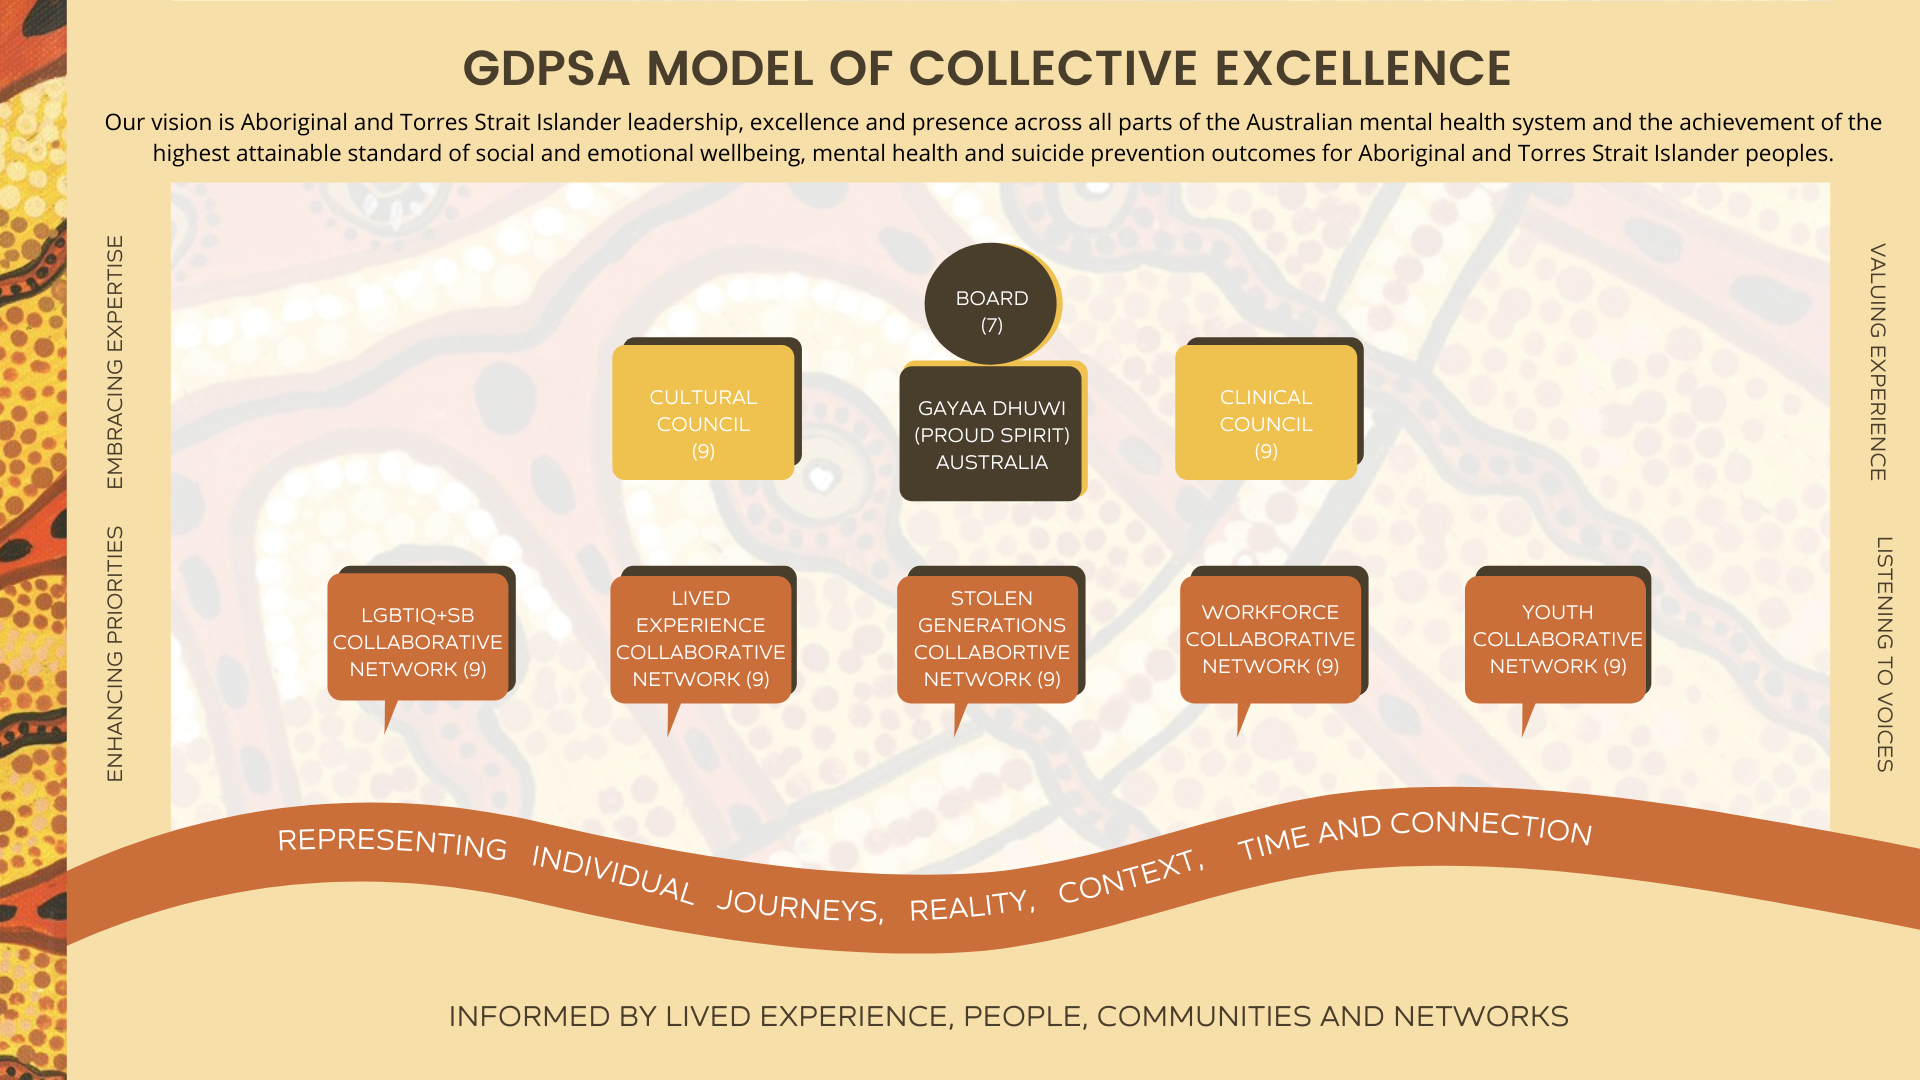 GDPSA MODEL OF COLLECTIVE EXCELLENCE
Our vision is Aboriginal and Torres Strait Islander leadership, excellence and presence across all parts of the Australian mental health system and the achievement of the
highest attainable standard of social and emotional wellbeing, mental health and suicide prevention outcomes for Aboriginal and Torres Strait Islander peoples.
EMBRACING EXPERTISE
ENHANCING PRIORITIES
BOARD
(7)
CULTURAL
COUNCIL
(9)
GAYAA DHUWI
(PROUD SPIRIT)
AUSTRALIA
CLINICAL
COUNCIL
(9)
LGBTIQ+SB
COLLABORATIVE
NETWORK (9)
LIVED
EXPERIENCE
COLLABORATIVE
NETWORK (9)
STOLEN
GENERATIONS
COLLABORTIVE
NETWORK (9)
WORKFORCE
COLLABORATIVE
NETWORK (9)
YOUTH
COLLABORATIVE
NETWORK (9)
VALUING EXPERIENCE
LISTENING TO VOICES
REPRESENTING INDIVIDUAL JOURNEYS, REALITY, CONTEXT, TIME AND CONNECTION
INFORMED BY LIVED EXPERIENCE, PEOPLE, COMMUNITIES AND NETWORKS